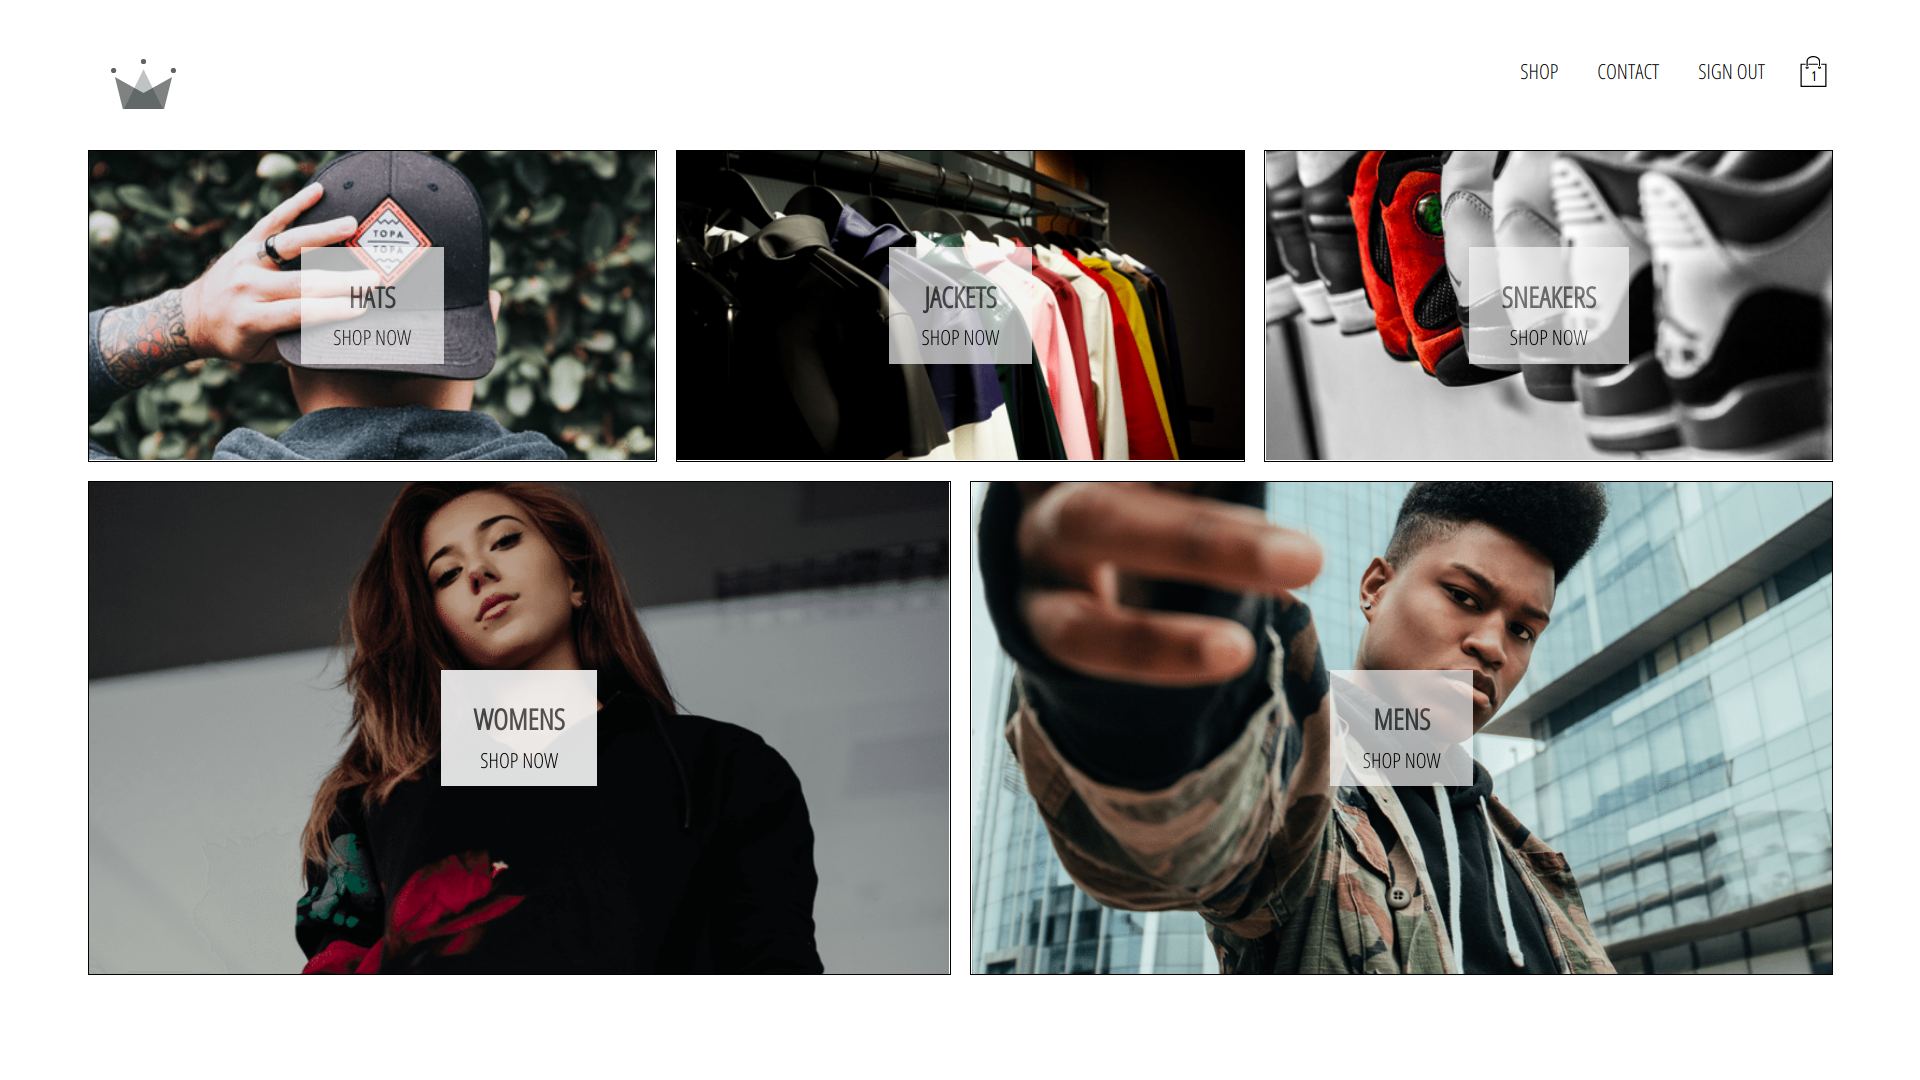 SHOP
CONTACT
SIGN OUT
1
TOPA
TOPA
HATS
SHOP NOW
JACKETS
SHOP NOW
SNEAKERS
SHOP NOW
WOMENS
SHOP NOW
MENS
SHOP NOW